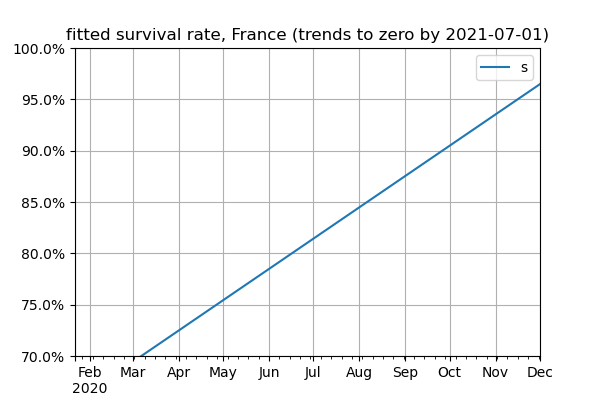 fitted survival rate, France (trends to zero by 2021-07-01)
100.0%
s
95.0%
90.0%
85.0%
80.0%
75.0%
70.0%
Feb Mar Apr May Jun Jul Aug Sep Oct Nov Dec
2020